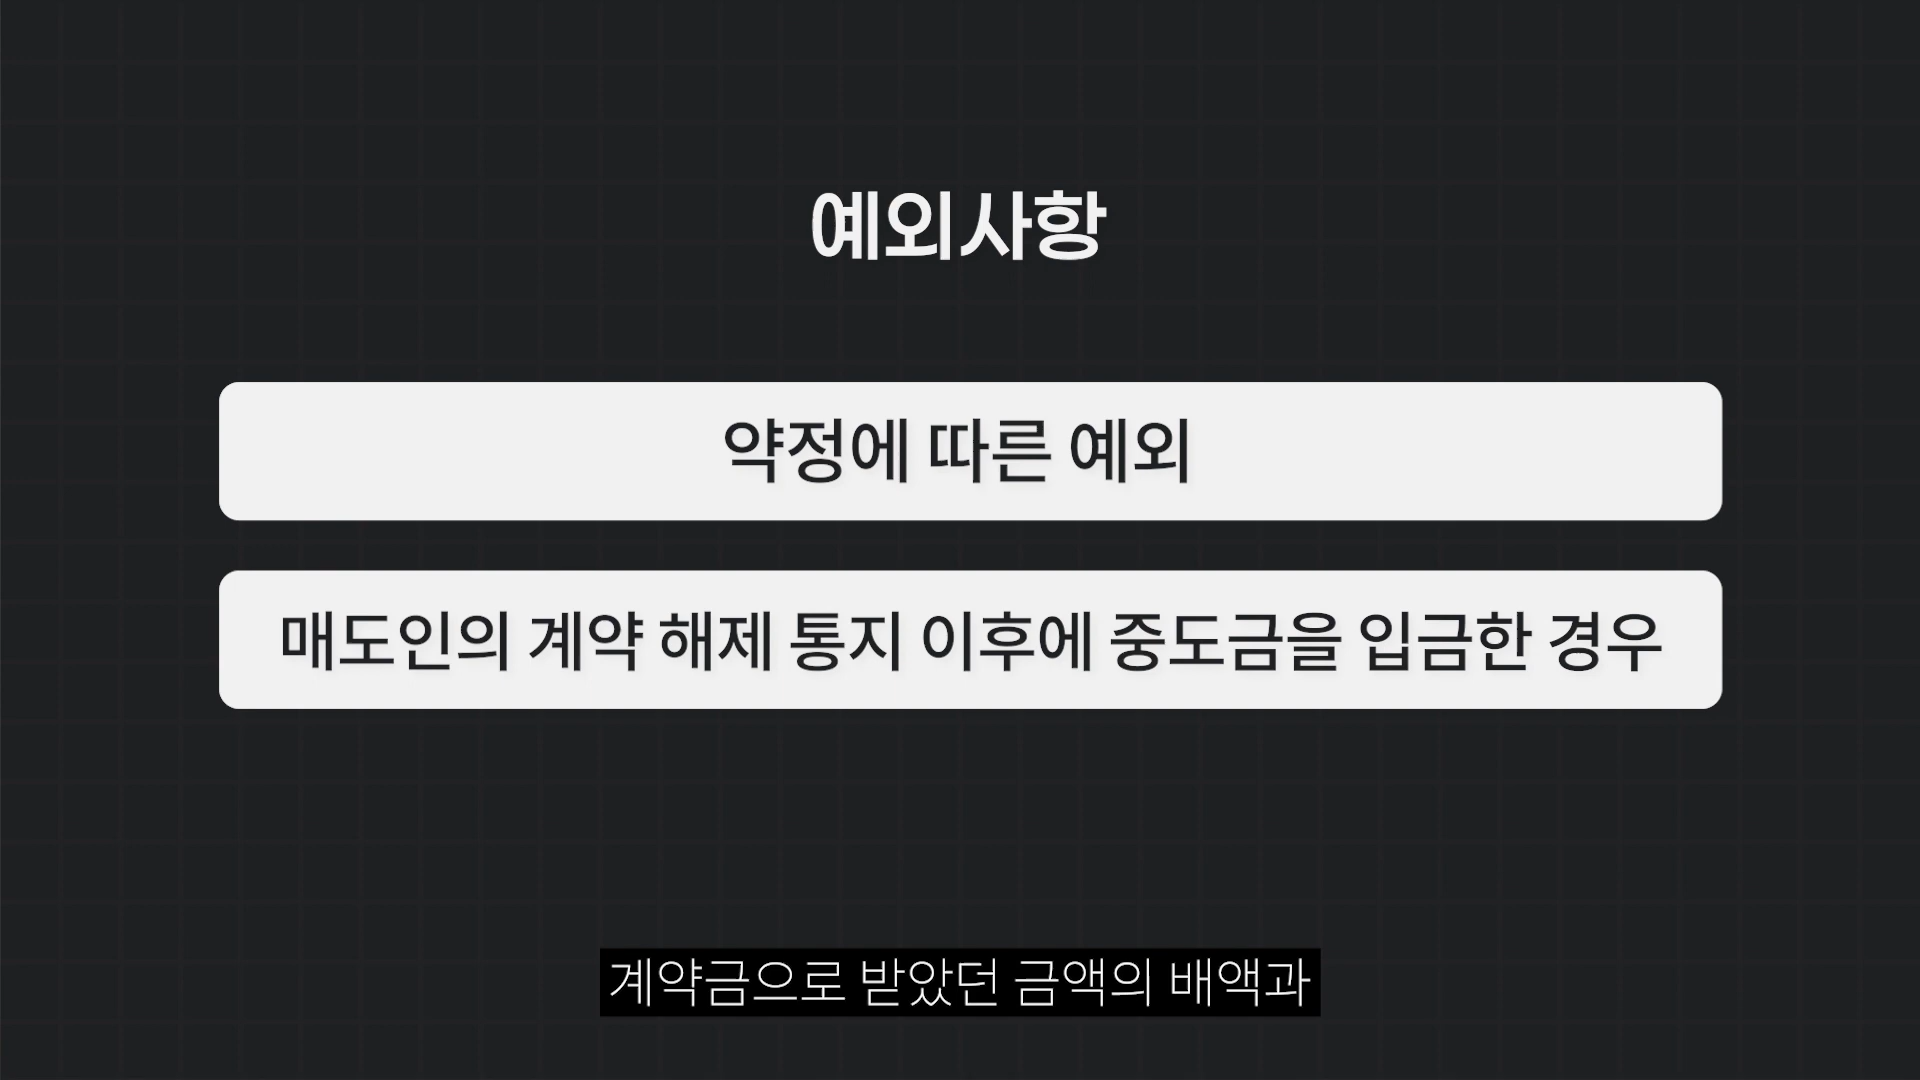 예외사항
약정에 따른 예외
매도인의 계약 해제 통지 이후에 중도금을 입금한 경우
계약금으로 받았던 금액의 배액과